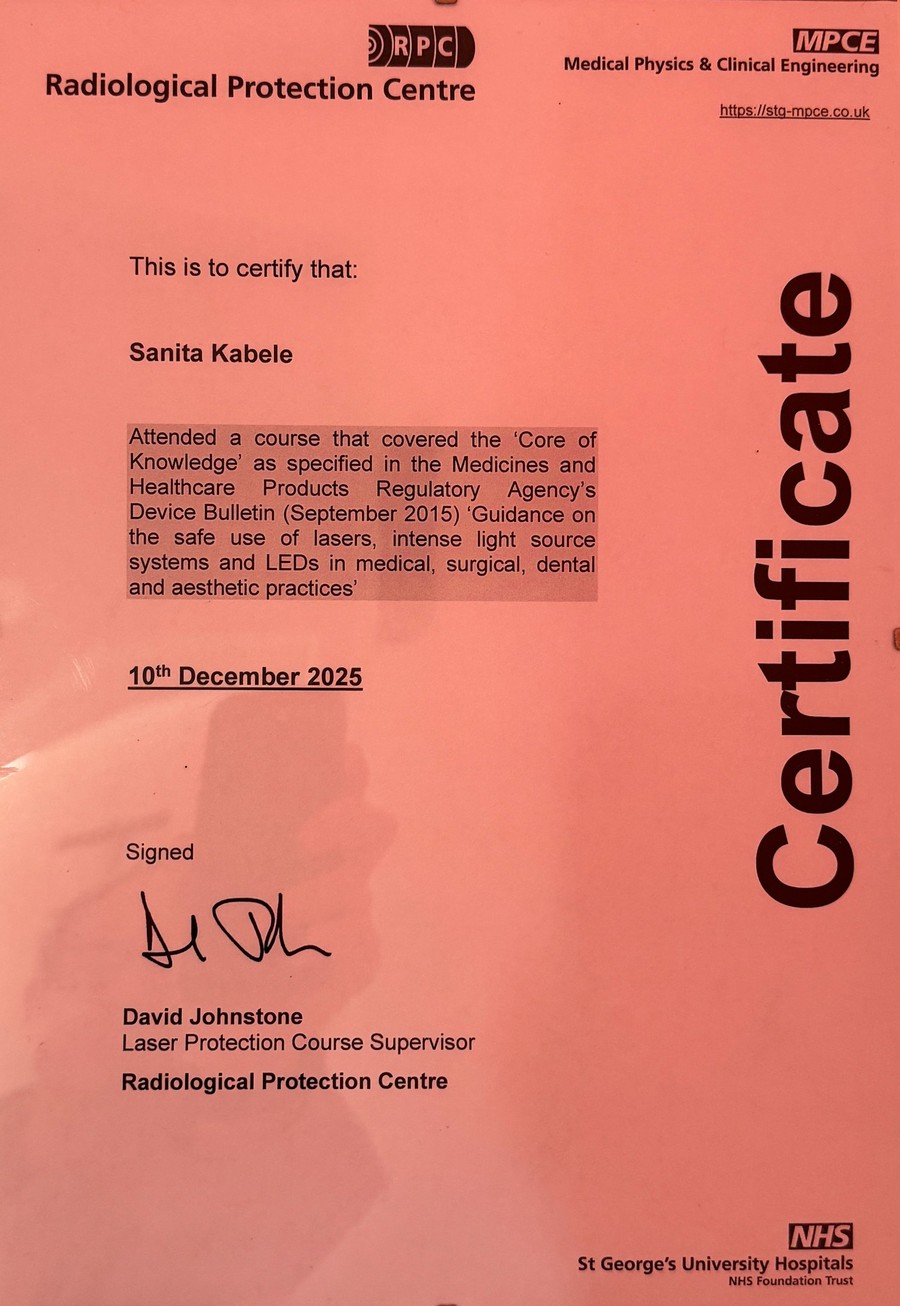 RPC
Radiological Protection Centre
MPCE
Medical Physics & Clinical Engineering
https://stg-mpce.co.uk
This is to certify that:
Sanita Kabele
Attended a course that covered the ‘Core of
Knowledge’ as specified in the Medicines and
Healthcare Products Regulatory Agency’s
Device Bulletin (September 2015) ‘Guidance on
the safe use of lasers, intense light source
systems and LEDs in medical, surgical, dental
and aesthetic practices’
10th December 2025
Certificate
Signed
David Johnstone
Laser Protection Course Supervisor
Radiological Protection Centre
NHS
St George’s University Hospitals
NHS Foundation Trust